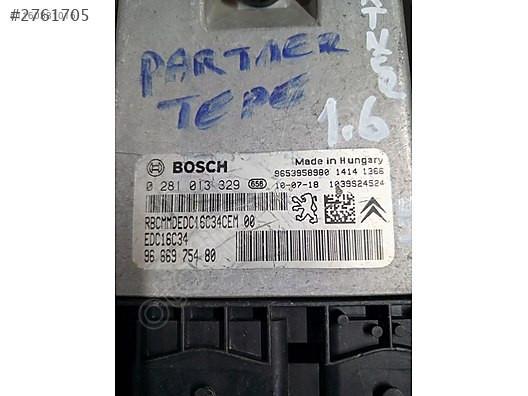 #2761705
PARTNER
TEPE
1.6
BOSCH
Made in Hungary
9653958980 1414 1366
0 281 013 329 656 10-07-18 1039S24524
RBCMMDEDC16C34CEM 00
EDC16C34
96 669 754 80